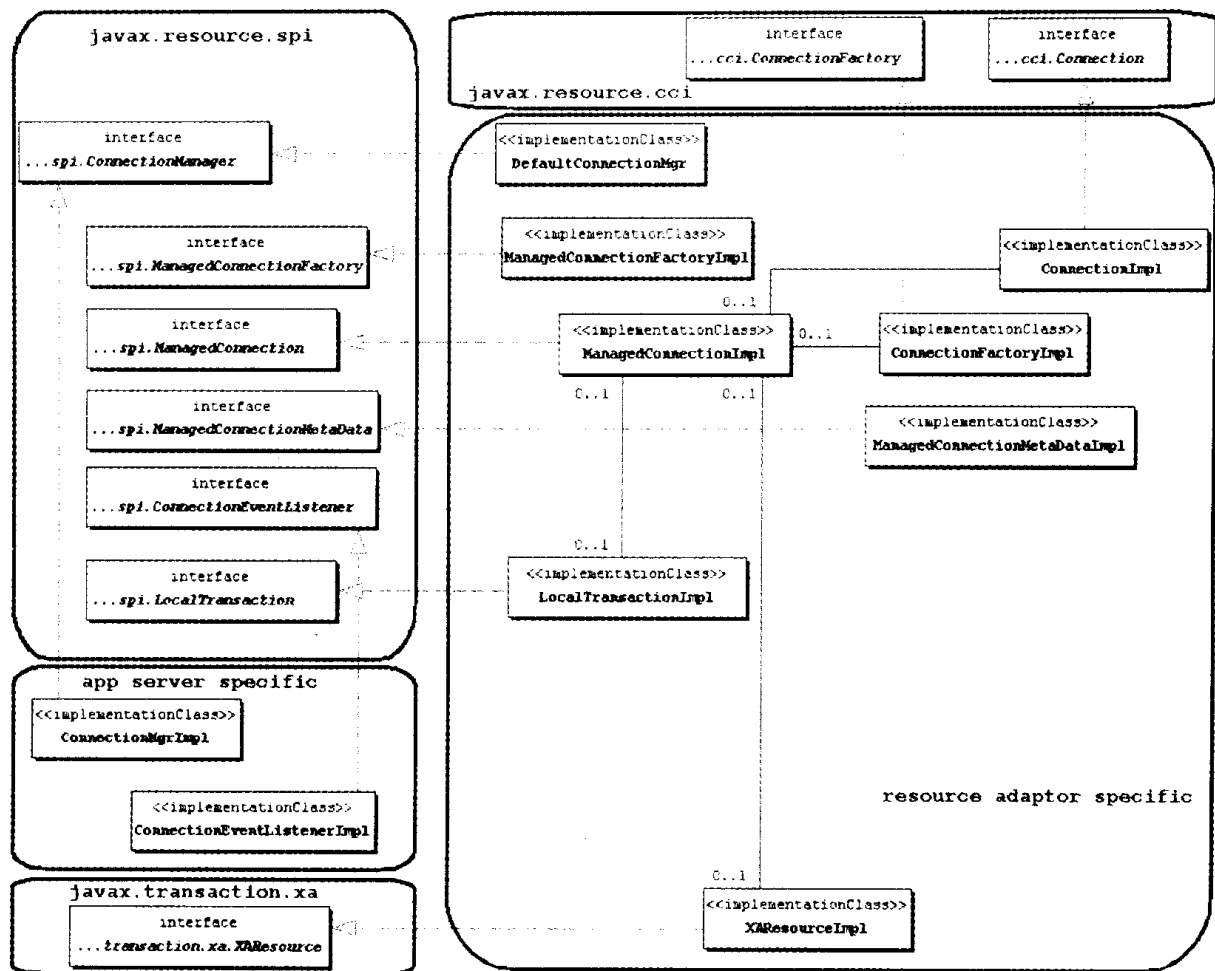 javax.resource.spi
interface
...spi.ConnectionManager
interface
...spi.ManagedConnectionFactory
interface
...spi.ManagedConnection
interface
...spi.ManagedConnectionMetaData
interface
...spi.ConnectionEventListener
interface
...spi.LocalTransaction
app server specific
<<implementationClass>>
ConnectionMgrImpl
<<implementationClass>>
ConnectionEventListenerImpl
javax.transaction.xa
interface
...transaction.xa.XAResource
interface
...cci.ConnectionFactory
interface
...cci.Connection
javax.resource.cci
<<implementationClass>>
DefaultConnectionMgr
<<implementationClass>>
ManagedConnectionFactoryImpl
<<implementationClass>>
ConnectionImpl
0..1
<<implementationClass>>
ManagedConnectionImpl
0..1
<<implementationClass>>
ConnectionFactoryImpl
0..1
0..1
<<implementationClass>>
ManagedConnectionMetaDataImpl
0..1
<<implementationClass>>
LocalTransactionImpl
resource adaptor specific
0..1
<<implementationClass>>
XAResourceImpl